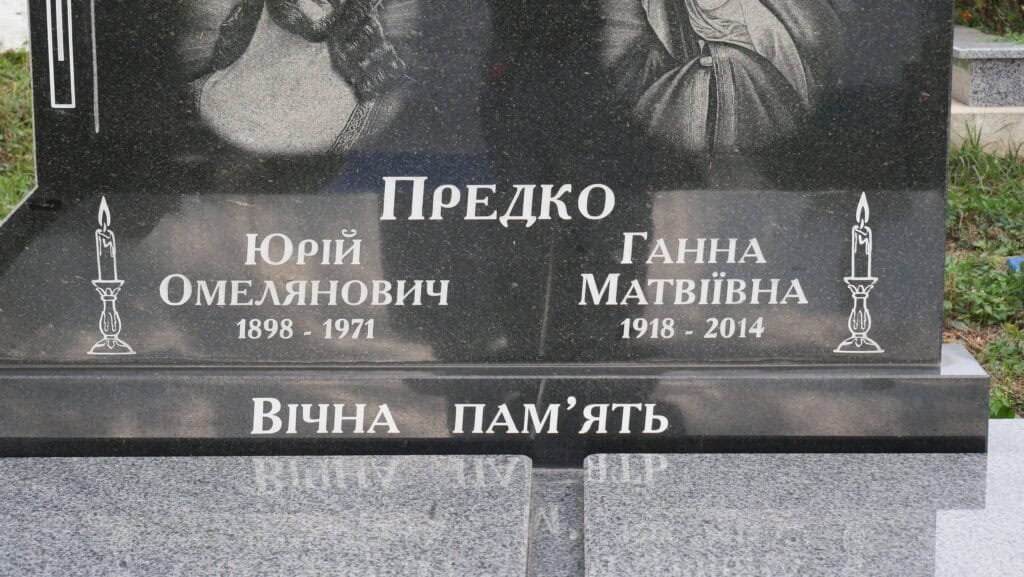 Предко
Юрій
Омелянович
1898 - 1971
Ганна
Матвіївна
1918 - 2014
Вічна пам’ять